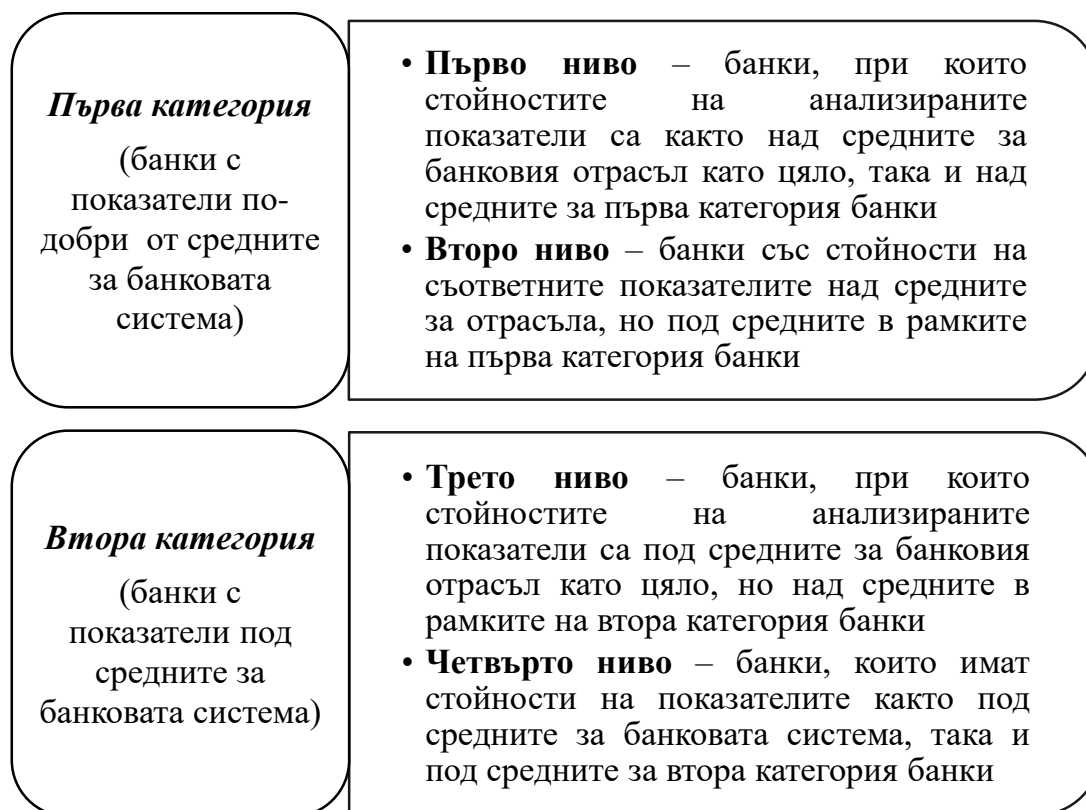 Първа категория
(банки с
показатели по-
добри от средните
за банковата
система)
• Първо ниво – банки, при които
стойностите на анализираните
показатели са както над средните за
банковия отрасъл като цяло, така и над
средните за първа категория банки
• Второ ниво – банки със стойности на
съответните показателите над средните
за отрасъла, но под средните в рамките
на първа категория банки
Втора категория
(банки с
показатели под
средните за
банковата система)
• Трето ниво – банки, при които
стойностите на анализираните
показатели са под средните за банковия
отрасъл като цяло, но над средните в
рамките на втора категория банки
• Четвърто ниво – банки, които имат
стойности на показателите както под
средните за банковата система, така и
под средните за втора категория банки